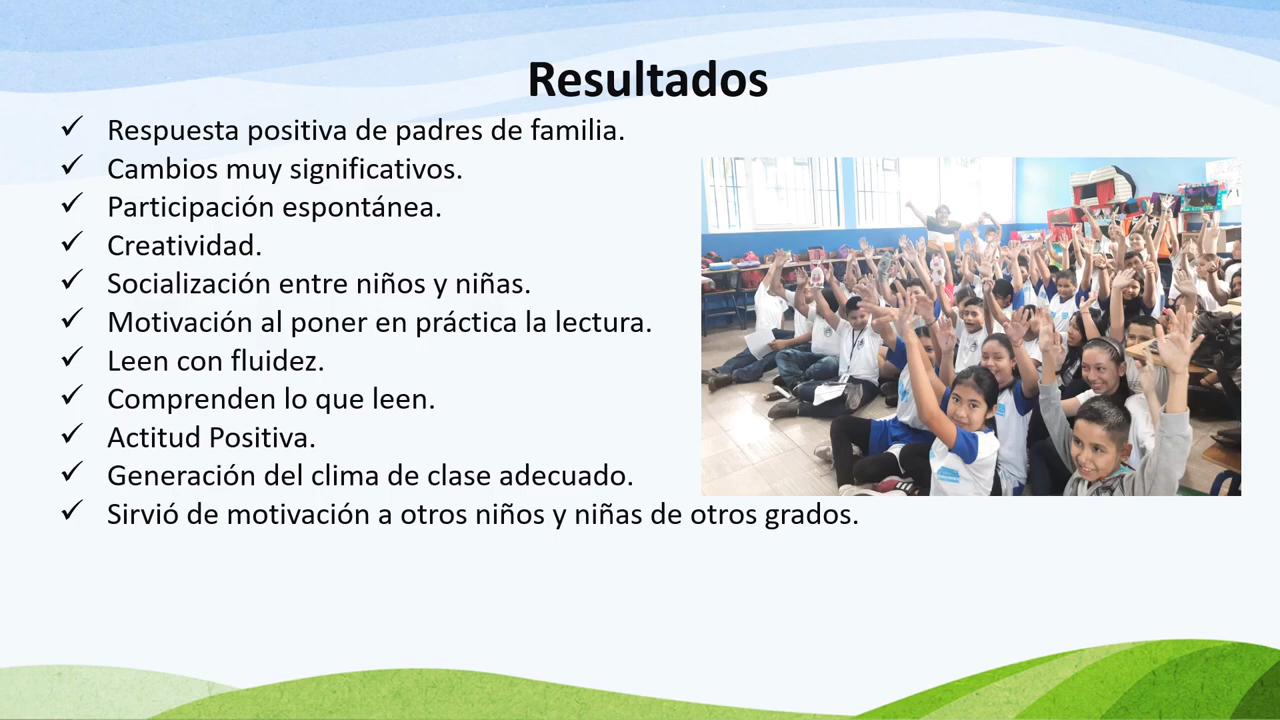 Resultados
✓ Respuesta positiva de padres de familia.
✓ Cambios muy significativos.
✓ Participación espontánea.
✓ Creatividad.
✓ Socialización entre niños y niñas.
✓ Motivación al poner en práctica la lectura.
✓ Leen con fluidez.
✓ Comprenden lo que leen.
✓ Actitud Positiva.
✓ Generación del clima de clase adecuado.
✓ Sirvió de motivación a otros niños y niñas de otros grados.